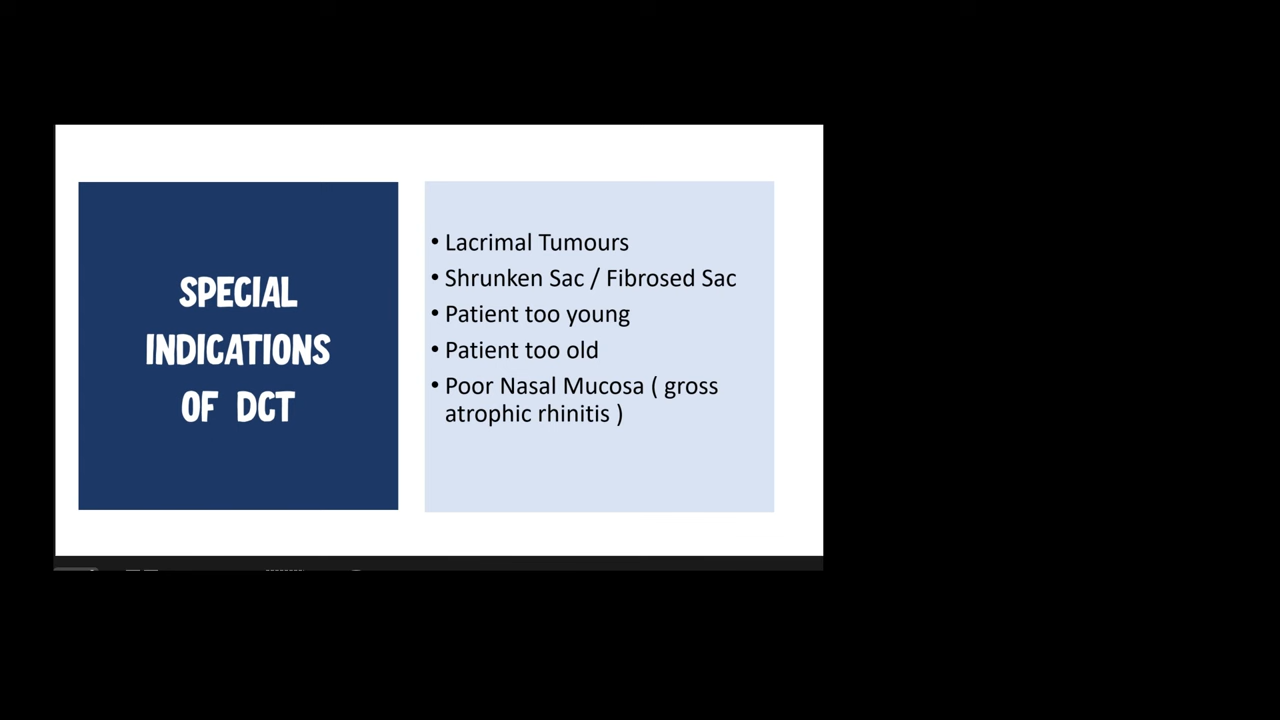 SPECIAL
INDICATIONS
OF DCT
• Lacrimal Tumours
• Shrunken Sac / Fibrosed Sac
• Patient too young
• Patient too old
• Poor Nasal Mucosa ( gross
atrophic rhinitis )